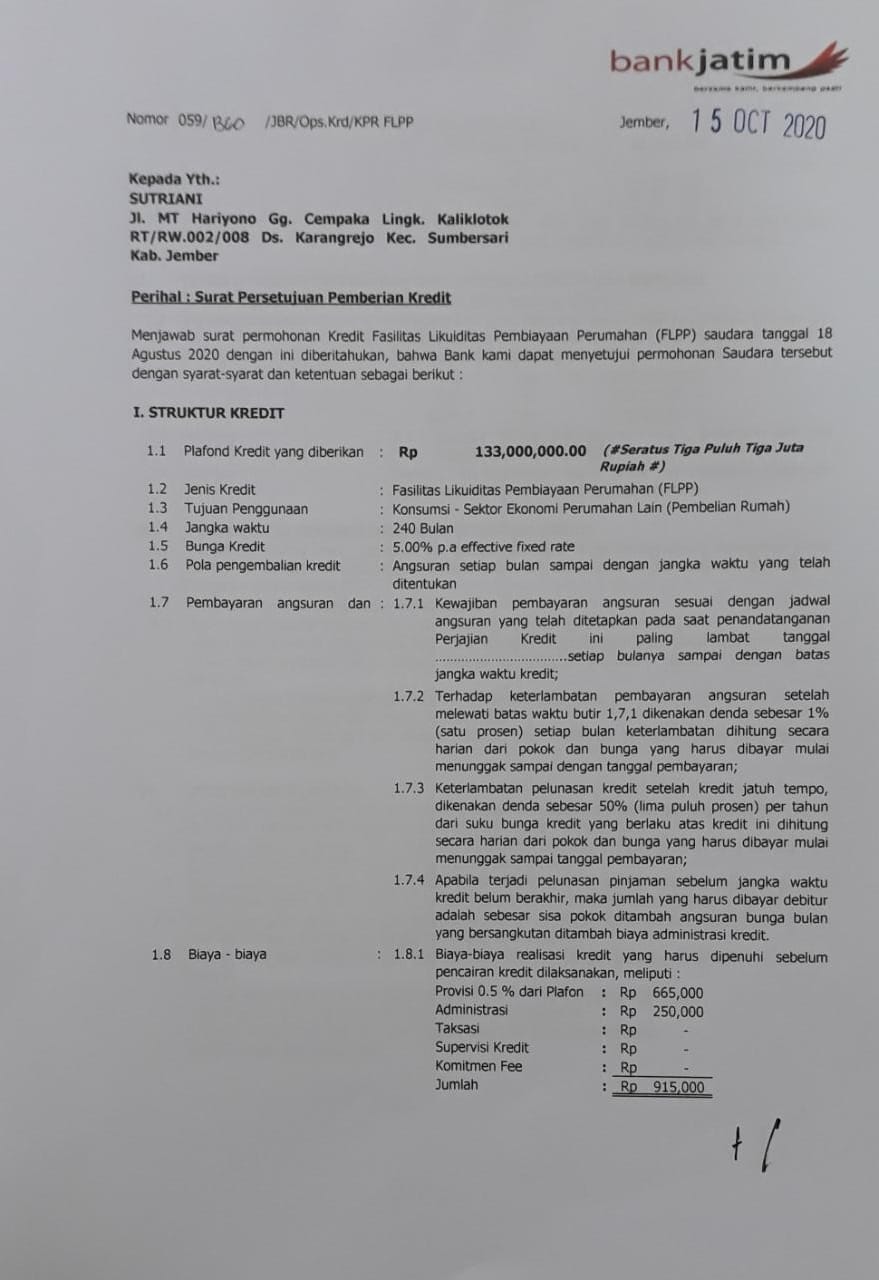 bankjatim
Nomor 059/ /JBR/Ops.Krd/KPR FLPP
Jember, 15 OCT 2020
Kepada Yth.:
SUTRIANI
Jl. MT Hariyono Gg. Cempaka Lingk. Kaliklotok
RT/RW.002/008 Ds. Karangrejo Kec. Sumbersari
Kab. Jember
Perihal : Surat Persetujuan Pemberian Kredit
Menjawab surat permohonan Kredit Fasilitas Likuiditas Pembiayaan Perumahan (FLPP) saudara tanggal 18
Agustus 2020 dengan ini diberitahukan, bahwa Bank kami dapat menyetujui permohonan Saudara tersebut
dengan syarat-syarat dan ketentuan sebagai berikut :
I. STRUKTUR KREDIT
1.1 Plafond Kredit yang diberikan : Rp 133,000,000.00 (#Seratus Tiga Puluh Tiga Juta
Rupiah #)
1.2 Jenis Kredit : Fasilitas Likuiditas Pembiayaan Perumahan (FLPP)
1.3 Tujuan Penggunaan : Konsumsi - Sektor Ekonomi Perumahan Lain (Pembelian Rumah)
1.4 Jangka waktu : 240 Bulan
1.5 Bunga Kredit : 5.00% p.a effective fixed rate
1.6 Pola pengembalian kredit : Angsuran setiap bulan sampai dengan jangka waktu yang telah
ditentukan
1.7 Pembayaran angsuran dan : 1.7.1 Kewajiban pembayaran angsuran sesuai dengan jadwal
angsuran yang telah ditetapkan pada saat penandatanganan
Perjajian Kredit ini paling lambat tanggal
..................................setiap bulanya sampai dengan batas
jangka waktu kredit;
1.7.2 Terhadap keterlambatan pembayaran angsuran setelah
melewati batas waktu butir 1,7,1 dikenakan denda sebesar 1%
(satu prosen) setiap bulan keterlambatan dihitung secara
harian dari pokok dan bunga yang harus dibayar mulai
menunggak sampai dengan tanggal pembayaran;
1.7.3 Keterlambatan pelunasan kredit setelah kredit jatuh tempo,
dikenakan denda sebesar 50% (lima puluh prosen) per tahun
dari suku bunga kredit yang berlaku atas kredit ini dihitung
secara harian dari pokok dan bunga yang harus dibayar mulai
menunggak sampai tanggal pembayaran;
1.7.4 Apabila terjadi pelunasan pinjaman sebelum jangka waktu
kredit belum berakhir, maka jumlah yang harus dibayar debitur
adalah sebesar sisa pokok ditambah angsuran bunga bulan
yang bersangkutan ditambah biaya administrasi kredit.
1.8 Biaya - biaya : 1.8.1 Biaya-biaya realisasi kredit yang harus dipenuhi sebelum
pencairan kredit dilaksanakan, meliputi :
Provisi 0.5 % dari Plafon : Rp 665,000
Administrasi : Rp 250,000
Taksasi : Rp -
Supervisi Kredit : Rp -
Komitmen Fee : Rp -
Jumlah : Rp 915,000